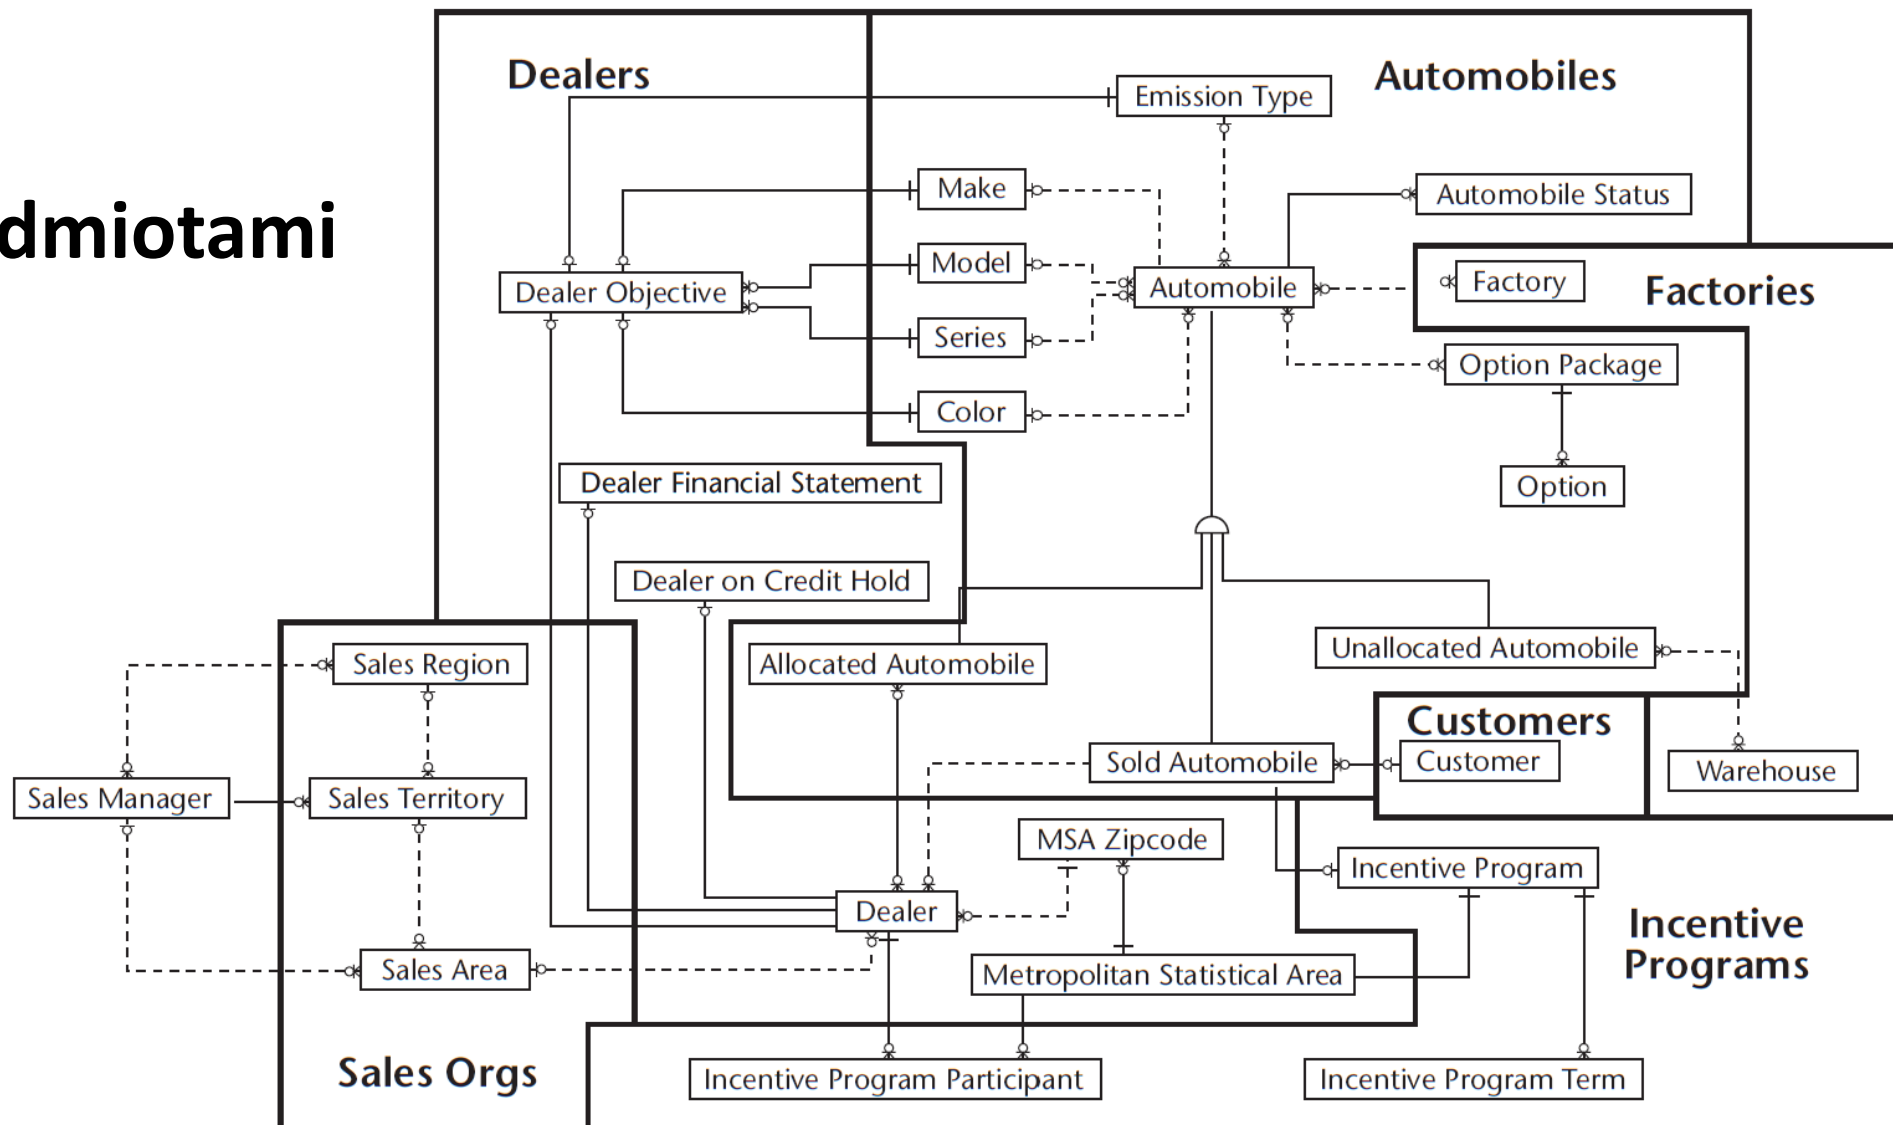 Dealers
Automobiles
Emission Type
Make
Automobile Status
dmiotami
Model
Factory
Factories
Dealer Objective
Automobile
Series
Option Package
Color
Dealer Financial Statement
Option
Dealer on Credit Hold
Sales Region
Allocated Automobile
Unallocated Automobile
Customers
Sold Automobile
Customer
Warehouse
Sales Manager
Sales Territory
MSA Zipcode
Incentive Program
Dealer
Incentive
Programs
Sales Area
Metropolitan Statistical Area
Sales Orgs
Incentive Program Participant
Incentive Program Term